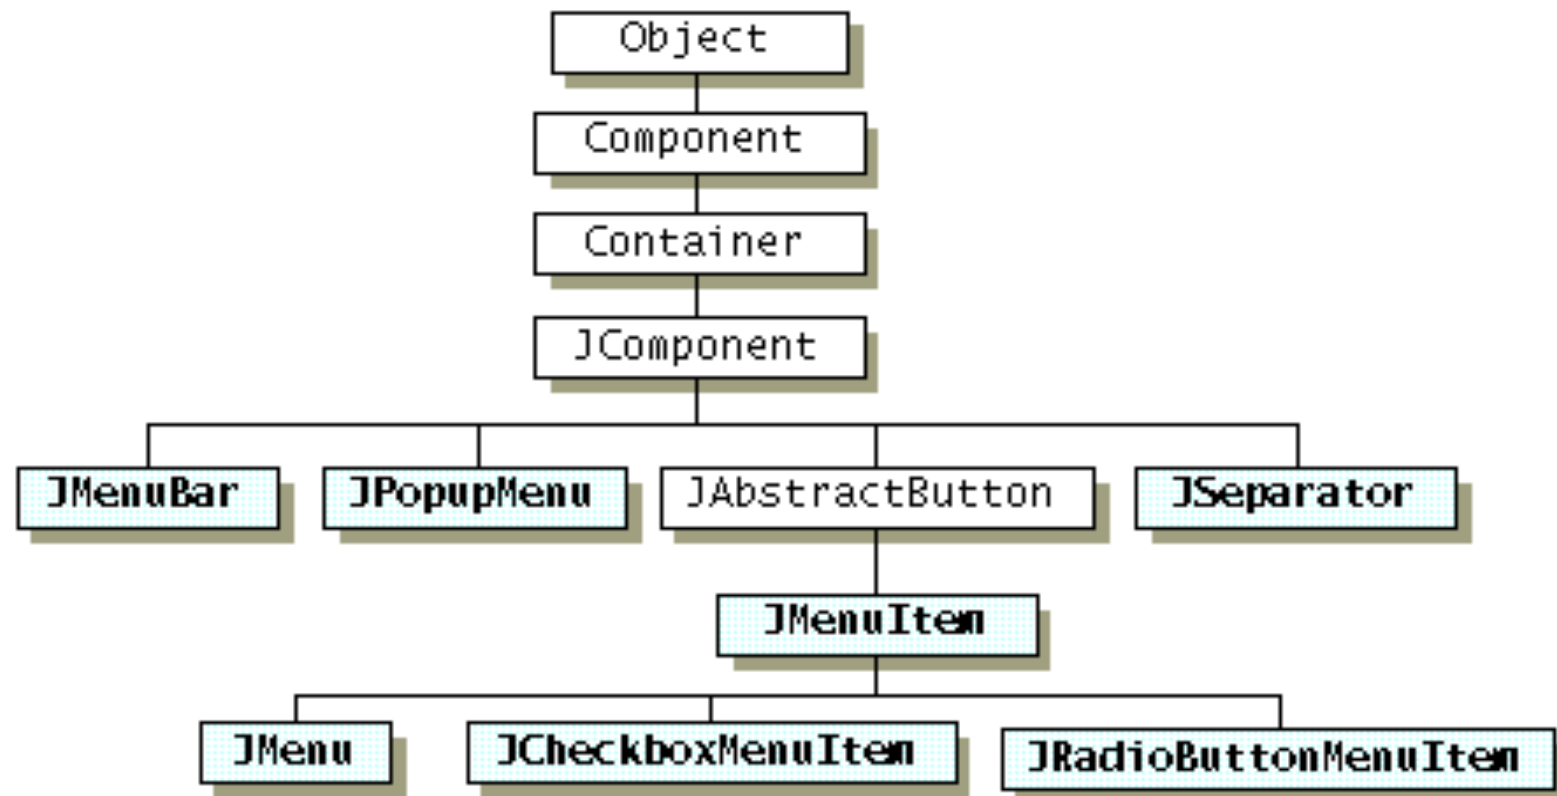 Object
Component
Container
JComponent
JMenuBar
JPopupMenu
JAbstractButton
JSeparator
JMenuItem
JMenu
JCheckboxMenuItem
JRadioButtonMenuItem